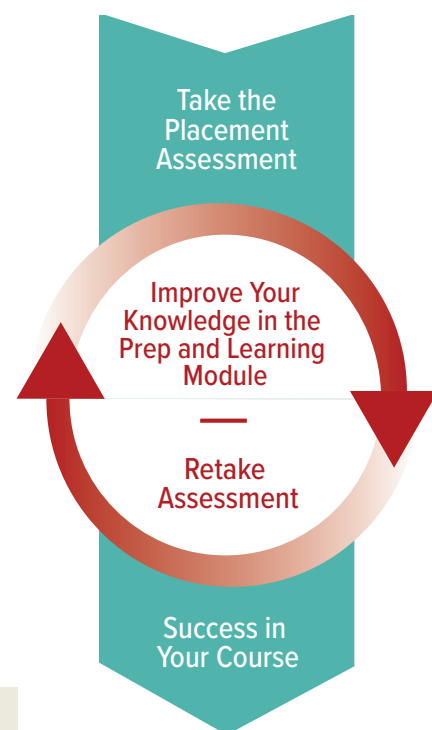 Take the
Placement
Assessment
Improve Your
Knowledge in the
Prep and Learning
Module
Retake
Assessment
Success in
Your Course